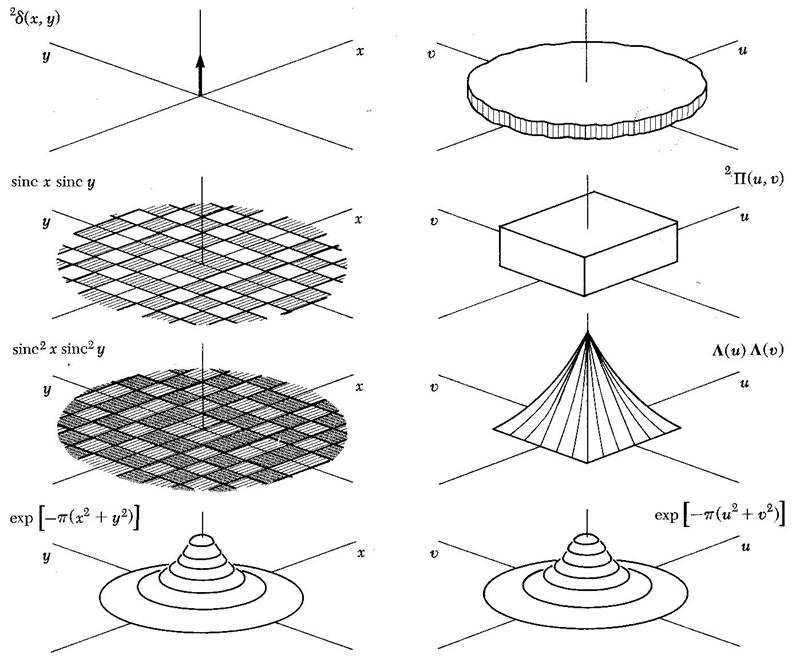 ²δ(x, y)
y x v u
sinc x sinc y ²Π(u, v)
y x v u
sinc² x sinc² y Λ(u) Λ(v)
y x v u
exp [−π(x² + y²)] exp [−π(u² + v²)]
y x v u